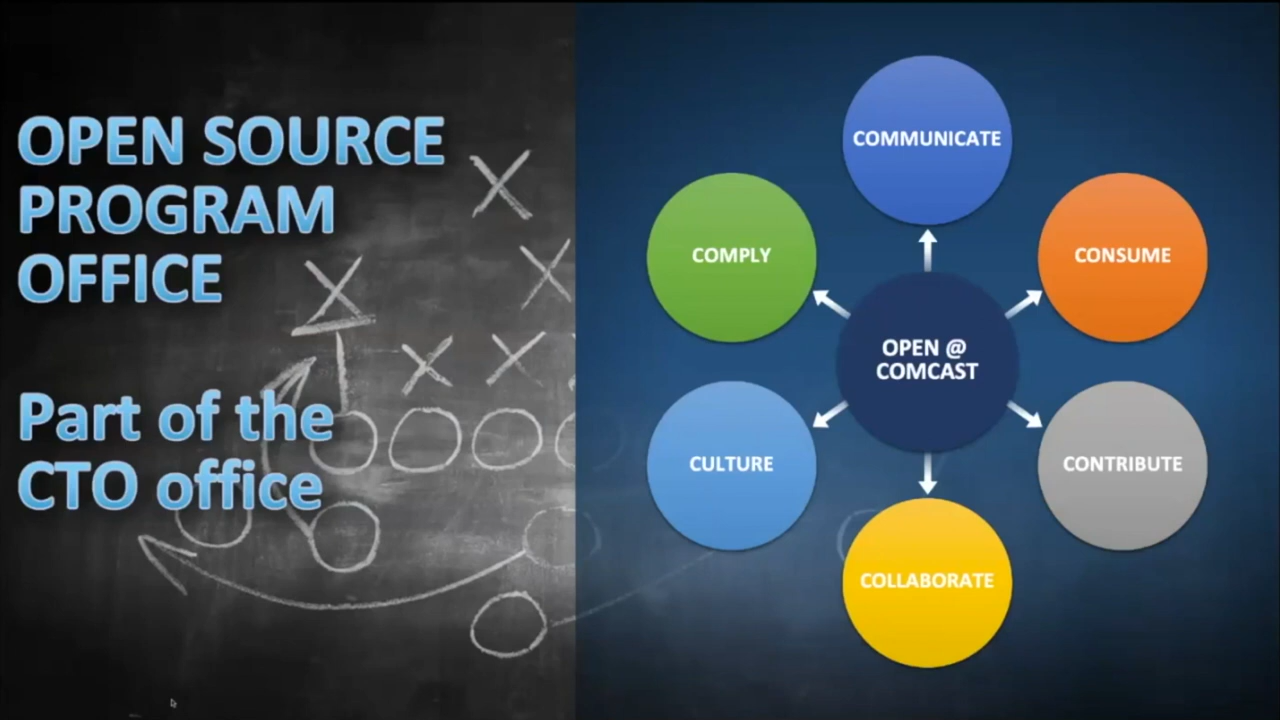 OPEN SOURCE
PROGRAM
OFFICE
Part of the
CTO office
COMMUNICATE
COMPLY
CONSUME
OPEN @
COMCAST
CULTURE
CONTRIBUTE
COLLABORATE